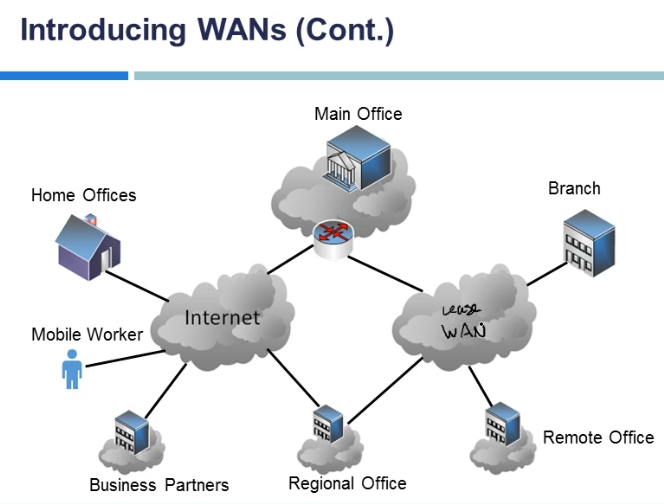 Introducing WANs (Cont.)
Main Office
Home Offices
Branch
Internet
lease
WAN
Mobile Worker
Remote Office
Business Partners
Regional Office